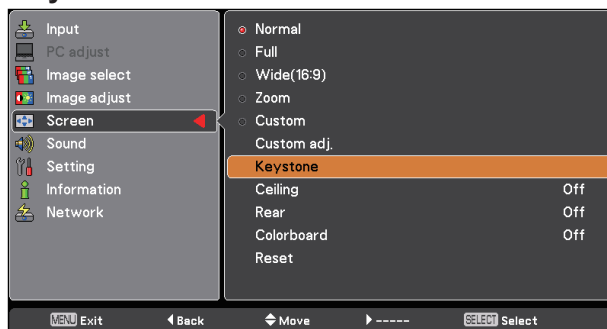 Input
PC adjust
Image select
Image adjust
Screen
Sound
Setting
Information
Network
Normal
Full
Wide(16:9)
Zoom
Custom
Custom adj.
Keystone
Ceiling Off
Rear Off
Colorboard Off
Reset
MENU Exit Back Move ----- SELECT Select